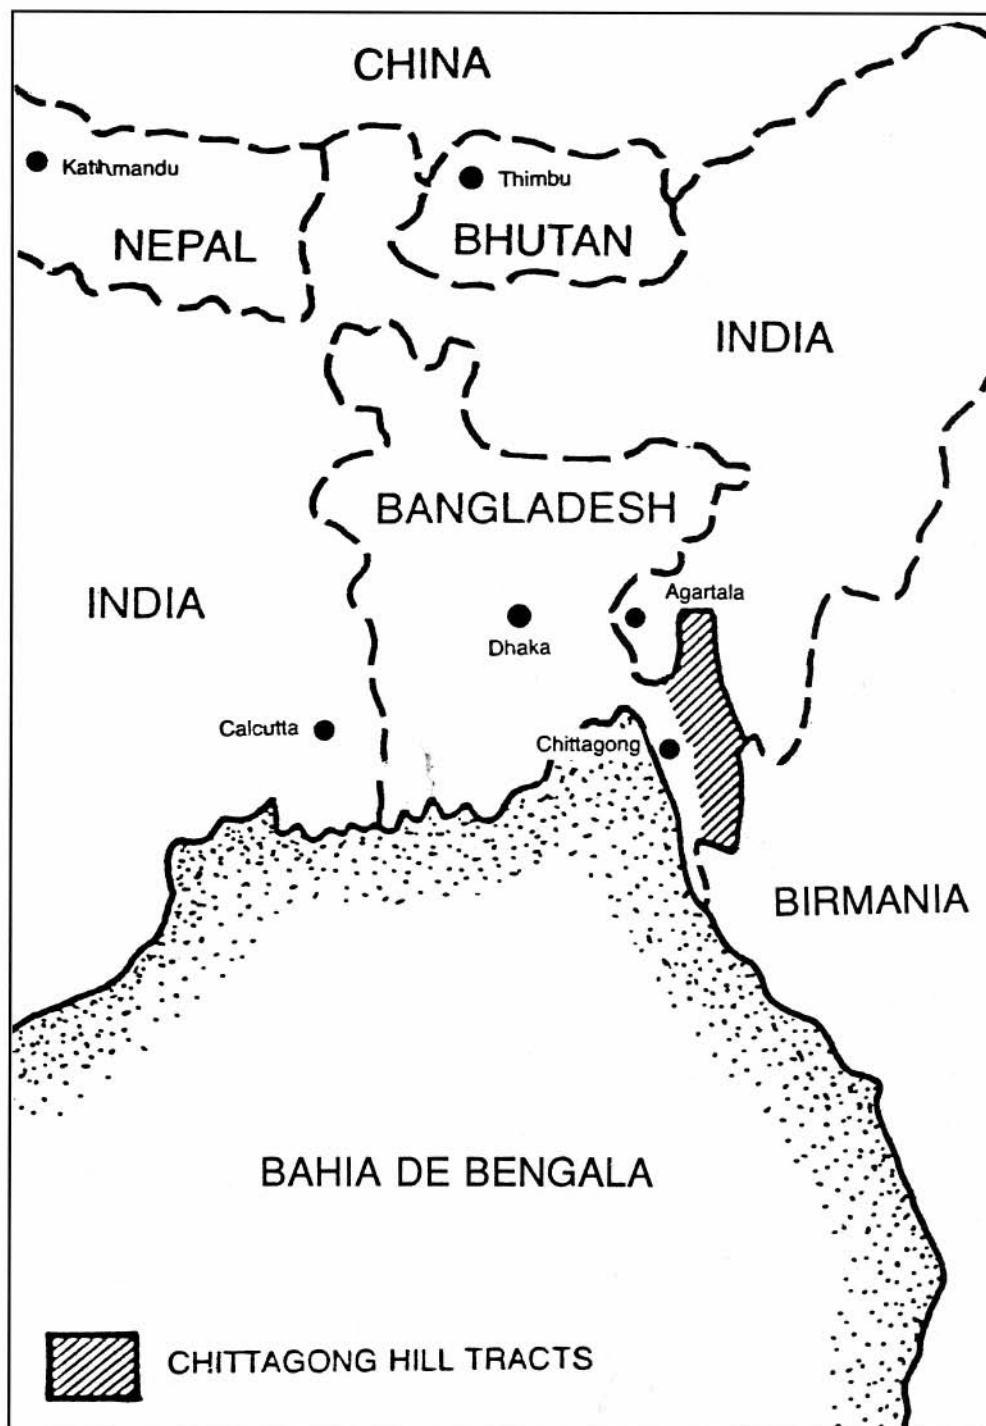 CHINA
Kathmandu
Thimbu
NEPAL
BHUTAN
INDIA
BANGLADESH
INDIA
Agartala
Dhaka
Calcutta
Chittagong
BIRMANIA
BAHIA DE BENGALA
CHITTAGONG HILL TRACTS